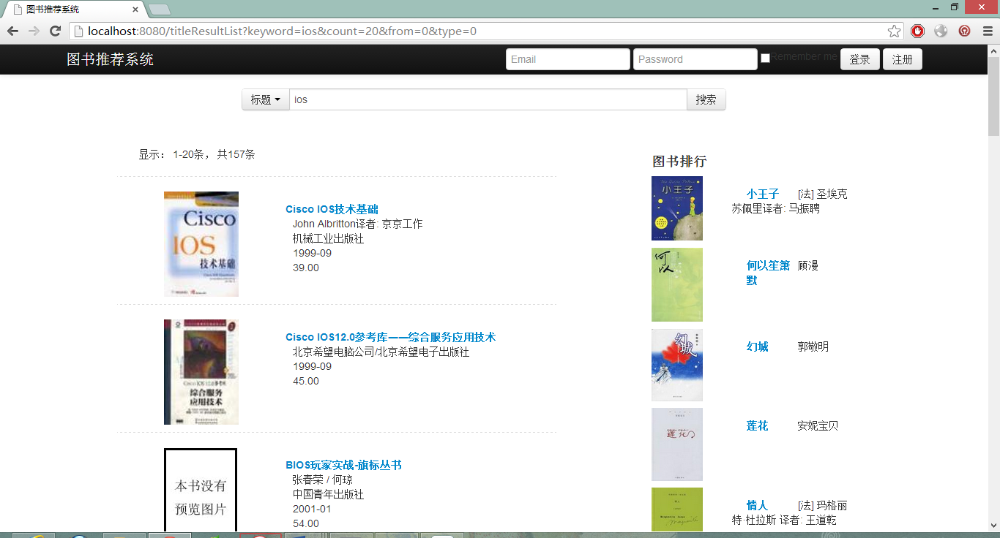 图书推荐系统
localhost:8080/titleResultList?keyword=ios&count=20&from=0&type=0
图书推荐系统
Email
Password
Remember me
登录
注册
标题
ios
搜索
显示： 1-20条， 共157条
Cisco
IOS
技术基础
Cisco IOS技术基础
John Albritton译者: 京京工作
机械工业出版社
1999-09
39.00
Cisco IOS 12.0参考库
综合服务
应用技术
Cisco IOS12.0参考库——综合服务应用技术
北京希望电脑公司/北京希望电子出版社
1999-09
45.00
本书没有
预览图片
BIOS玩家实战-旗标丛书
张春荣 / 何琼
中国青年出版社
2001-01
54.00
图书排行
小王子
小王子 [法] 圣埃克
苏佩里译者: 马振聘
何以
何以笙箫 顾漫
默
幻城
幻城 郭敬明
莲花
莲花 安妮宝贝
情人 [法] 玛格丽
特·杜拉斯 译者: 王道乾